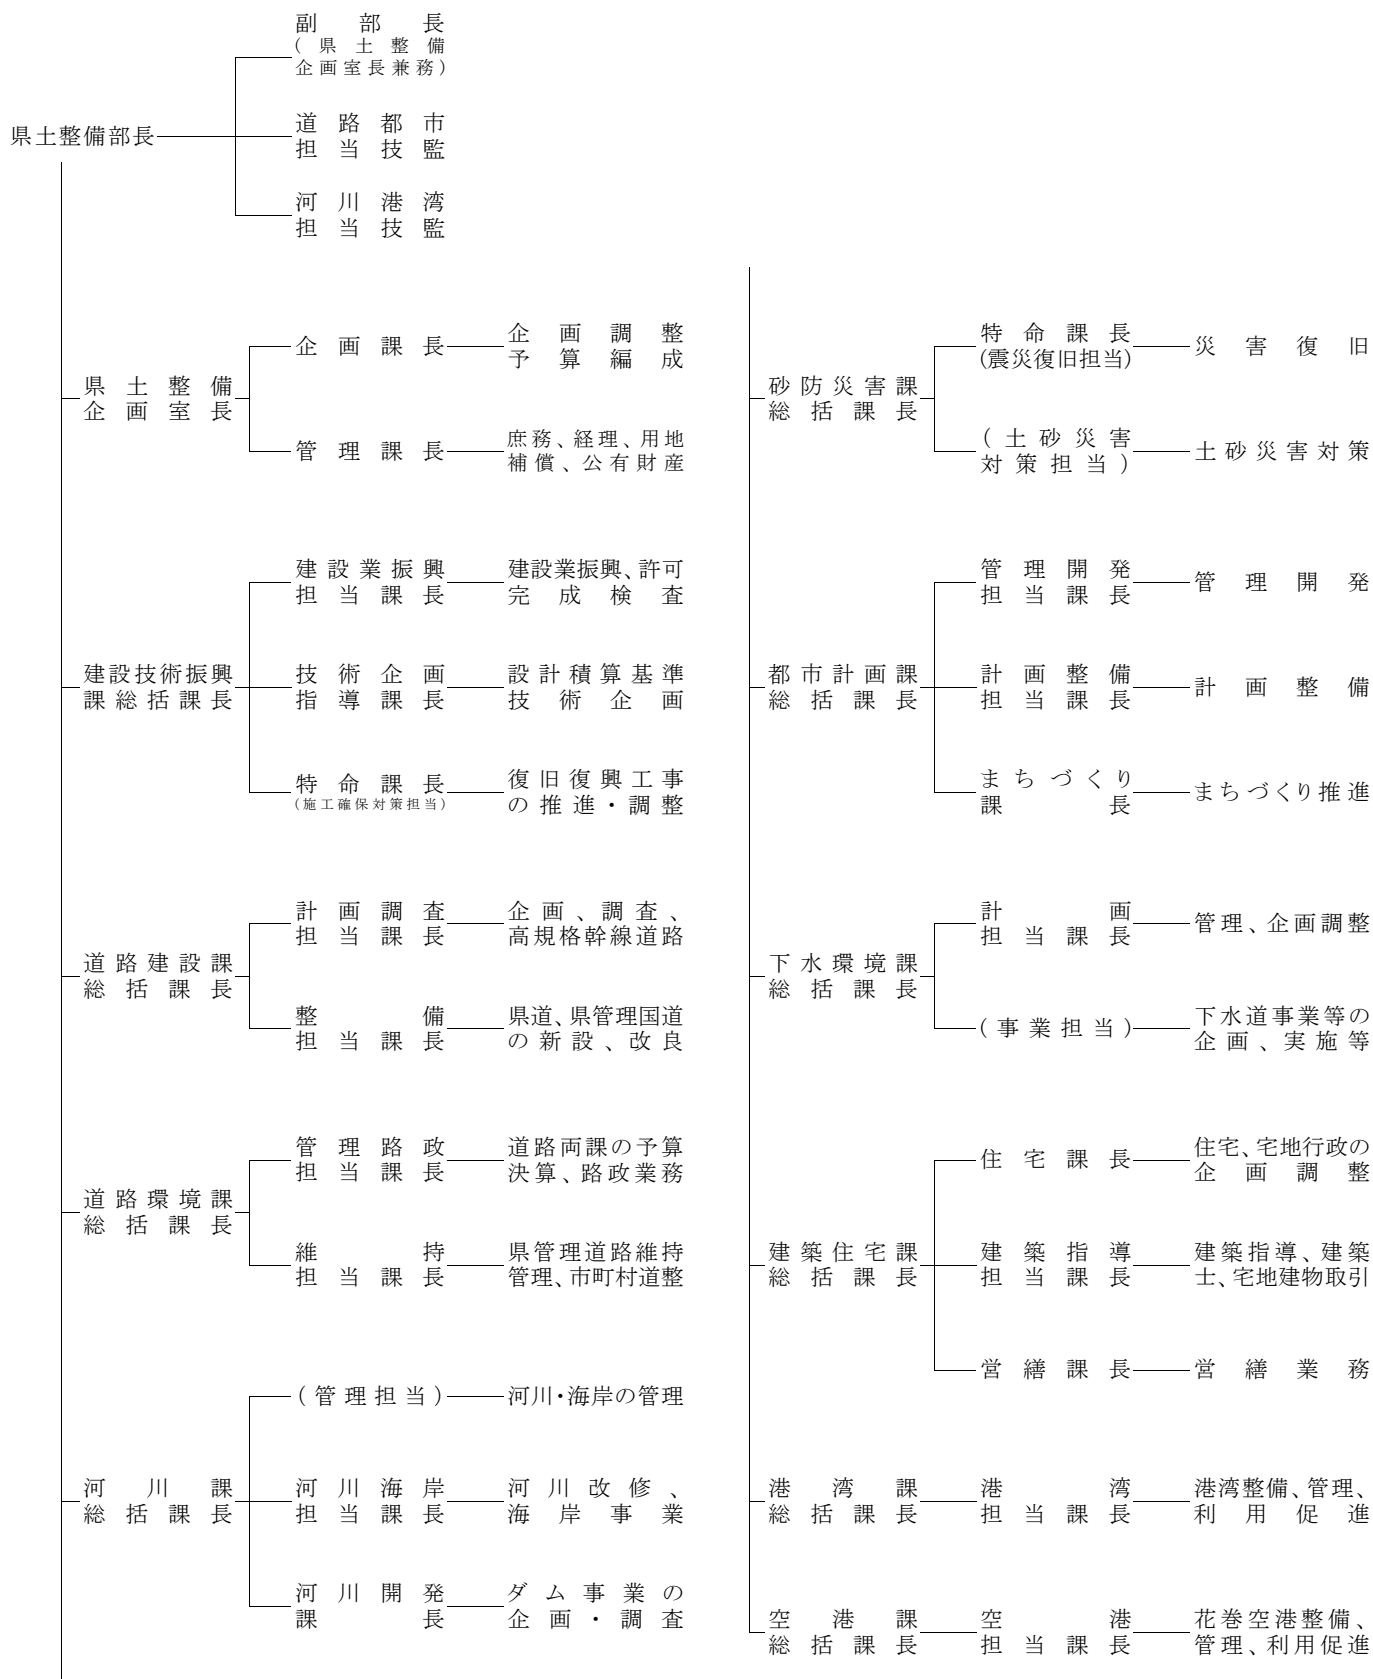 副部長
(県土整備
企画室長兼務)
県土整備部長
道路都市
担当技監
河川港湾
担当技監
県土整備
企画室長
企画課長
企画調整
予算編成
管理課長
庶務、経理、用地
補償、公有財産
建設技術振興
課総括課長
建設業振興
担当課長
建設業振興、許可
完成検査
技術企画
指導課長
設計積算基準
技術企画
特命課長
(施工確保対策担当)
復旧復興工事
の推進・調整
道路建設課
総括課長
計画調査
担当課長
企画、調査、
高規格幹線道路
整備
担当課長
県道、県管理国道
の新設、改良
道路環境課
総括課長
管理路政
担当課長
道路両課の予算
決算、路政業務
維持
担当課長
県管理道路維持
管理、市町村道整
河川課
総括課長
(管理担当)
河川・海岸の管理
河川海岸
担当課長
河川改修、
海岸事業
河川開発
課長
ダム事業の
企画・調査
砂防災害課
総括課長
特命課長
(震災復旧担当)
災害復旧
(土砂災害
対策担当)
土砂災害対策
都市計画課
総括課長
管理開発
担当課長
管理開発
計画整備
担当課長
計画整備
まちづくり
課長
まちづくり推進
下水環境課
総括課長
計画
担当課長
管理、企画調整
(事業担当)
下水道事業等の
企画、実施等
建築住宅課
総括課長
住宅課長
住宅、宅地行政の
企画調整
建築指導
担当課長
建築指導、建築
士、宅地建物取引
営繕課長
営繕業務
港湾課
総括課長
港湾
担当課長
港湾整備、管理、
利用促進
空港課
総括課長
空港
担当課長
花巻空港整備、
管理、利用促進